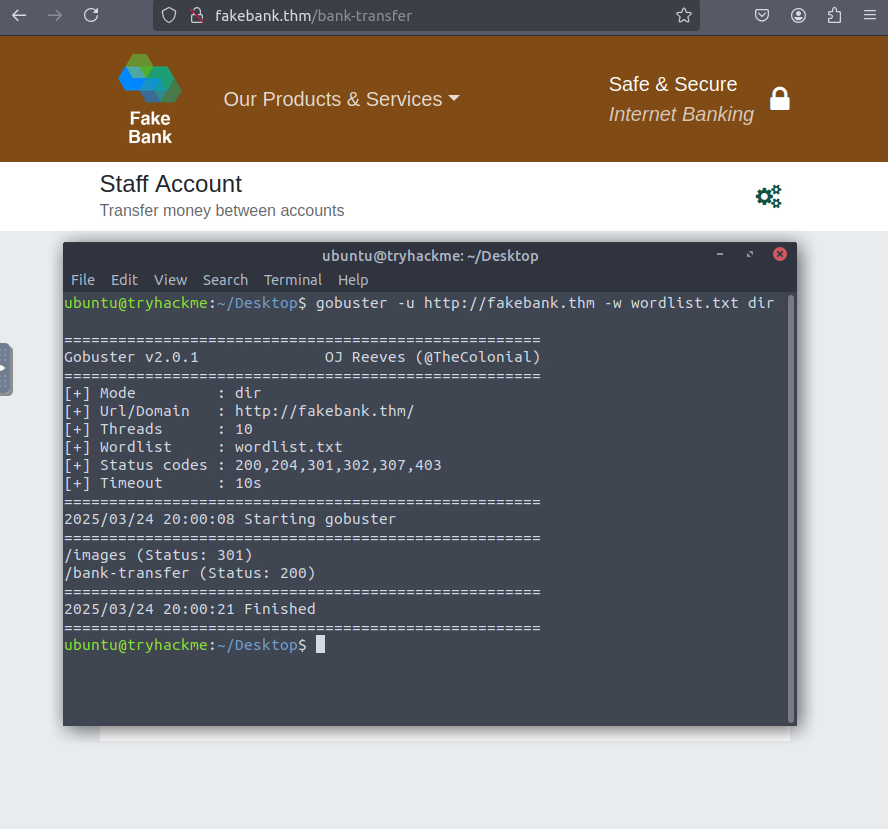 fakebank.thm/bank-transfer
Fake
Bank
Our Products & Services
Safe & Secure
Internet Banking
Staff Account
Transfer money between accounts
ubuntu@tryhackme: ~/Desktop
File Edit View Search Terminal Help
ubuntu@tryhackme:~/Desktop$ gobuster -u http://fakebank.thm -w wordlist.txt dir
=====================================================
Gobuster v2.0.1              OJ Reeves (@TheColonial)
=====================================================
[+] Mode         : dir
[+] Url/Domain   : http://fakebank.thm/
[+] Threads      : 10
[+] Wordlist     : wordlist.txt
[+] Status codes : 200,204,301,302,307,403
[+] Timeout      : 10s
=====================================================
2025/03/24 20:00:08 Starting gobuster
=====================================================
/images (Status: 301)
/bank-transfer (Status: 200)
=====================================================
2025/03/24 20:00:21 Finished
=====================================================
ubuntu@tryhackme:~/Desktop$